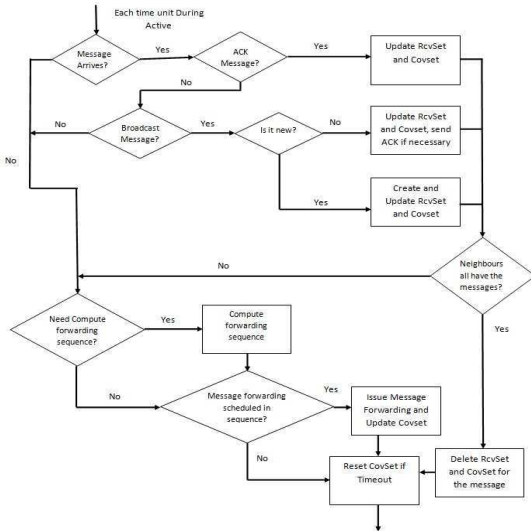 Each time unit During
Active
Message
Arrives?
Yes
ACK
Message?
Yes
Update RcvSet
and Covset
No
No
Broadcast
Message?
Yes
Is it new?
No
Update RcvSet
and Covset, send
ACK if necessary
No
Yes
Create and
Update RcvSet
and Covset
No
Neighbours
all have the
messages?
Need Compute
forwarding
sequence?
Yes
Compute
forwarding
sequence
Yes
No
Message forwarding
scheduled in
sequence?
Yes
Issue Message
Forwarding and
Update Covset
No
Reset CovSet if
Timeout
Delete RcvSet
and CovSet for
the message